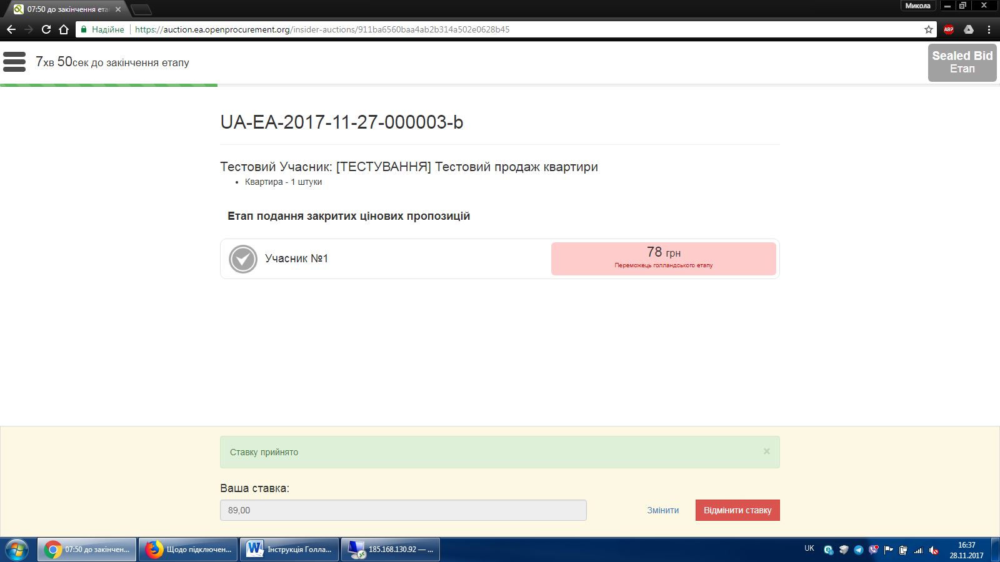 07:50 до закінчення ета
Микола
Надійне
https://auction.ea.openprocurement.org/insider-auctions/911ba6560baa4ab2b314a502e0628b45
ABP
7хв 50сек до закінчення етапу
Sealed Bid
Етап
UA-EA-2017-11-27-000003-b
Тестовий Учасник: [ТЕСТУВАННЯ] Тестовий продаж квартири
Квартира - 1 штуки
Етап подання закритих цінових пропозицій
Учасник №1
78 грн
Переможець голландського етапу
Ставку прийнято
×
Ваша ставка:
89,00
Змінити
Відмінити ставку
07:50 до закінчен...
Щодо підключен...
Інструкція Голла...
185.168.130.92 — ...
UK
16:37
28.11.2017